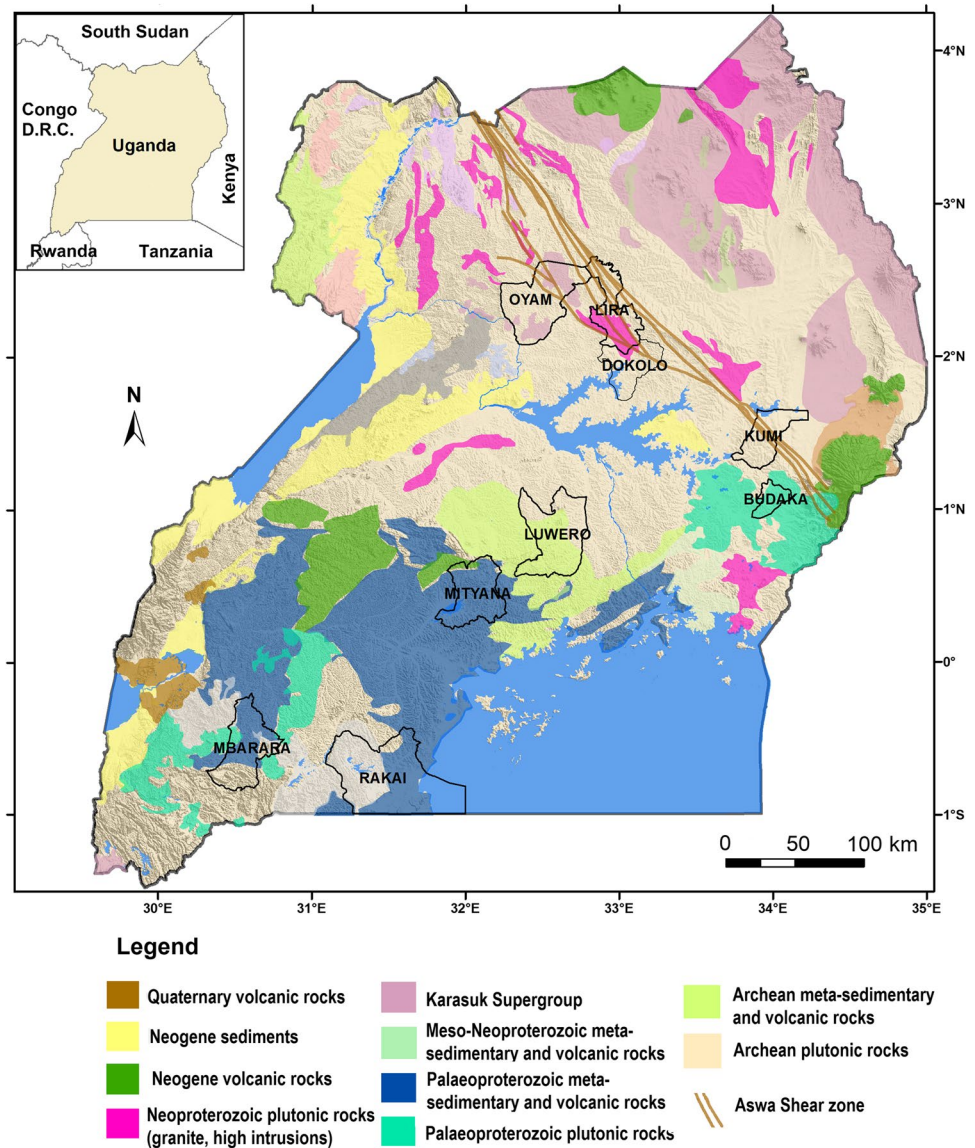 South Sudan
Congo
D.R.C.
Uganda
Kenya
Rwanda
Tanzania
4°N
3°N
2°N
1°N
0°
1°S
N
OYAM
LIRA
DOKOLO
KUMI
BUDAKA
LUWERO
MITYANA
MBARARA
RAKAI
0 50 100 km
30°E 31°E 32°E 33°E 34°E 35°E
Legend
Quaternary volcanic rocks
Neogene sediments
Neogene volcanic rocks
Neoproterozoic plutonic rocks
(granite, high intrusions)
Karasuk Supergroup
Meso-Neoproterozoic meta-
sedimentary and volcanic rocks
Palaeoproterozoic meta-
sedimentary and volcanic rocks
Palaeoproterozoic plutonic rocks
Archean meta-sedimentary
and volcanic rocks
Archean plutonic rocks
Aswa Shear zone